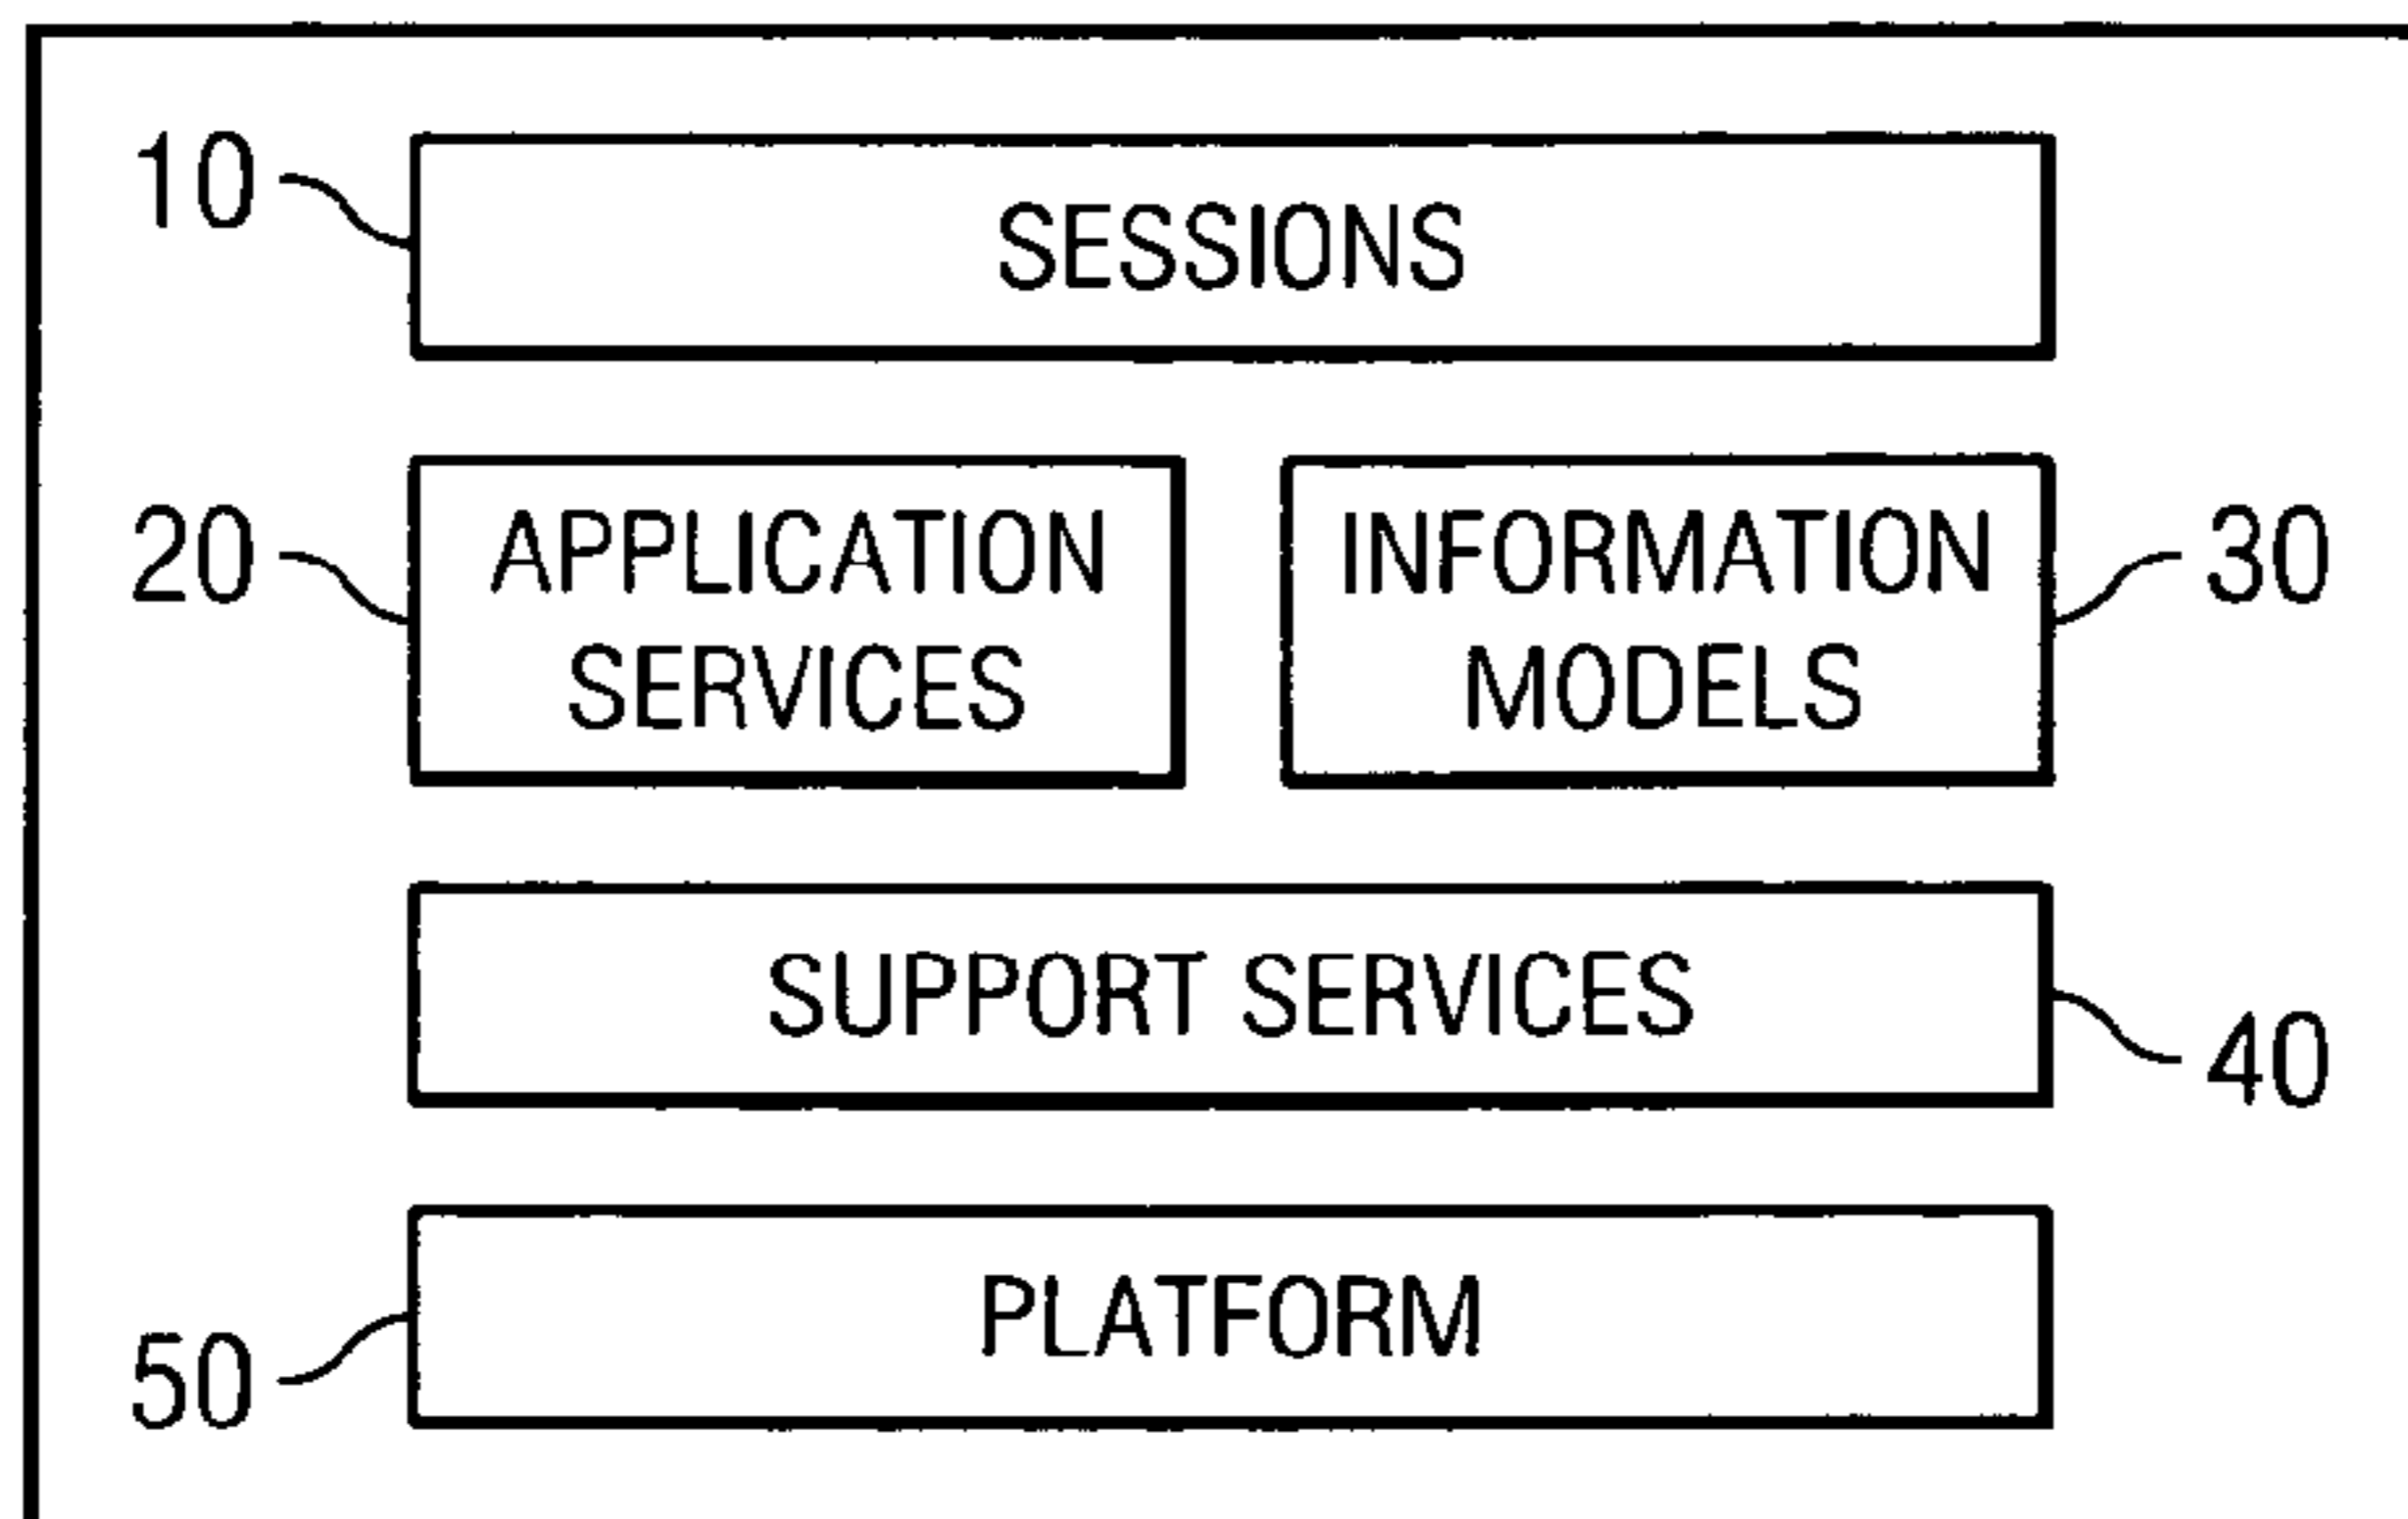 10
SESSIONS
20
APPLICATION
SERVICES
INFORMATION
MODELS
30
SUPPORT SERVICES
40
PLATFORM
50